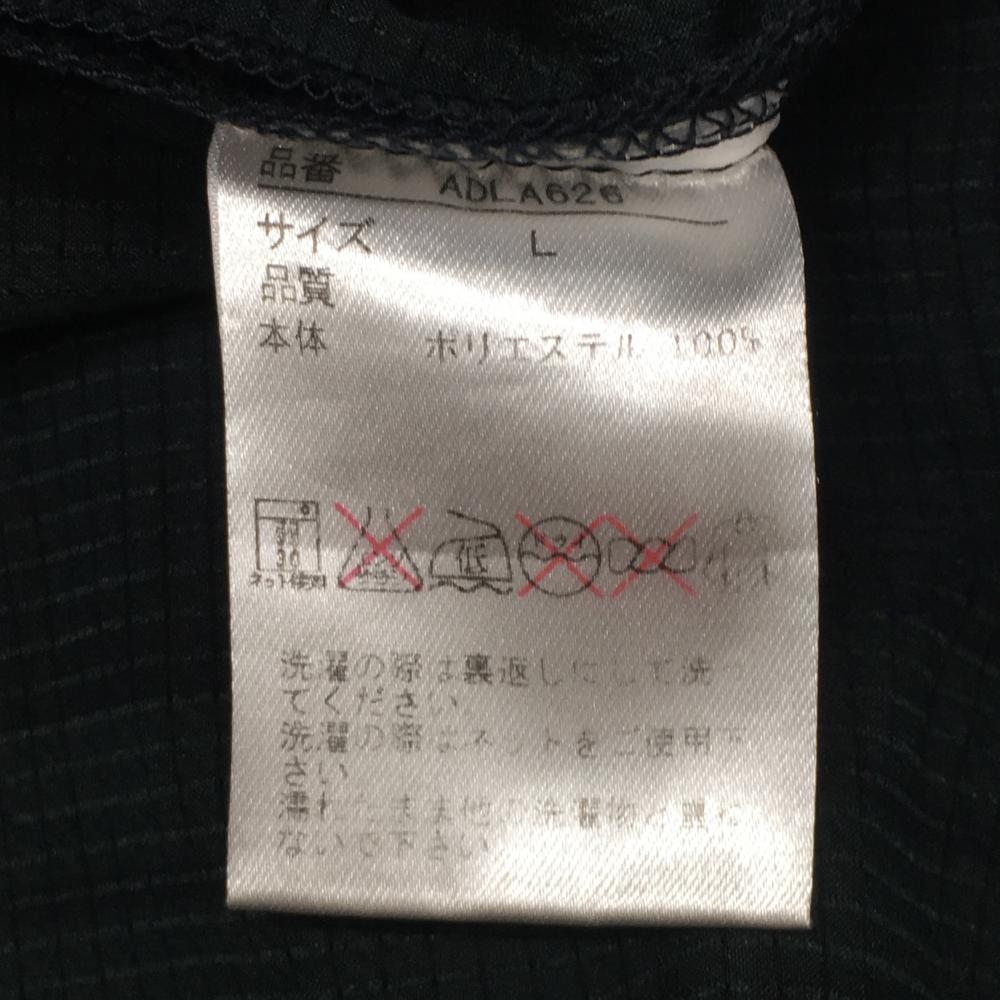 品番 ADLA626
サイズ L
品質
本体 ポリエステル 100%
30
ネット使用
低
洗濯の際は裏返しにして洗
てください。
洗濯の際はネットをご使用下
さい
濡れたまま他の洗濯物と重ね
ないで下さい